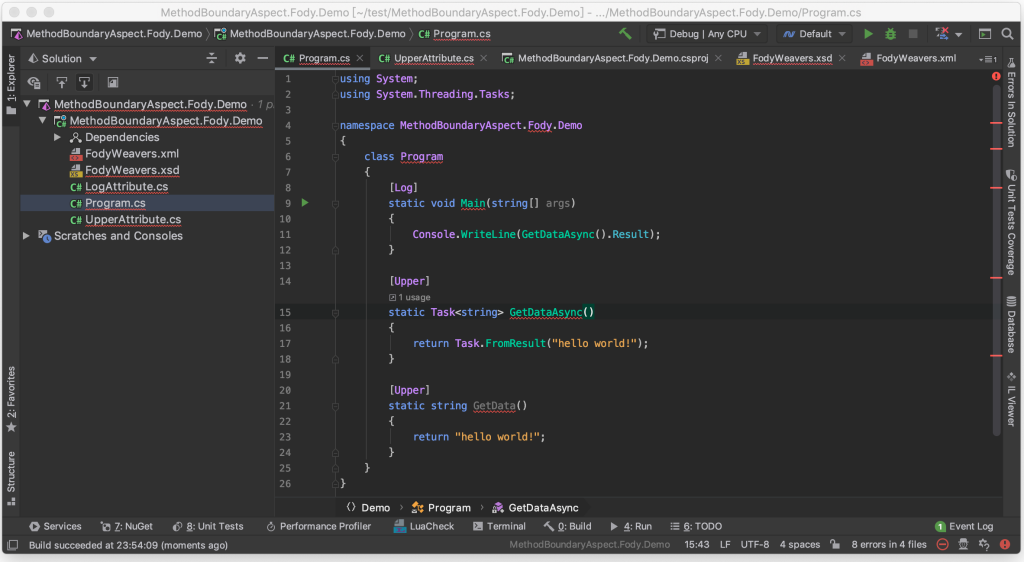 MethodBoundaryAspect.Fody.Demo [~/test/MethodBoundaryAspect.Fody.Demo] - .../MethodBoundaryAspect.Fody.Demo/Program.cs
MethodBoundaryAspect.Fody.Demo MethodBoundaryAspect.Fody.Demo Program.cs Debug | Any CPU Default
1: Explorer
Solution
Program.cs UpperAttribute.cs MethodBoundaryAspect.Fody.Demo.csproj FodyWeavers.xsd FodyWeavers.xml
MethodBoundaryAspect.Fody.Demo · 1 p
MethodBoundaryAspect.Fody.Demo
Dependencies
FodyWeavers.xml
FodyWeavers.xsd
C# LogAttribute.cs
C# Program.cs
C# UpperAttribute.cs
Scratches and Consoles
2: Favorites
Structure
1 using System;
2 using System.Threading.Tasks;
3
4 namespace MethodBoundaryAspect.Fody.Demo
5 {
6 class Program
7 {
8 [Log]
9 static void Main(string[] args)
10 {
11 Console.WriteLine(GetDataAsync().Result);
12 }
13
14 [Upper]
1 usage
15 static Task<string> GetDataAsync()
16 {
17 return Task.FromResult("hello world!");
18 }
19
20 [Upper]
21 static string GetData()
22 {
23 return "hello world!";
24 }
25 }
26 }
Errors In Solution
Unit Tests Coverage
Database
IL Viewer
Demo Program GetDataAsync
Services 7: NuGet 8: Unit Tests Performance Profiler LuaCheck Terminal 0: Build 4: Run 6: TODO 1 Event Log
Build succeeded at 23:54:09 (moments ago) MethodBoundaryAspect.Fody.Demo 15:43 LF UTF-8 4 spaces 8 errors in 4 files